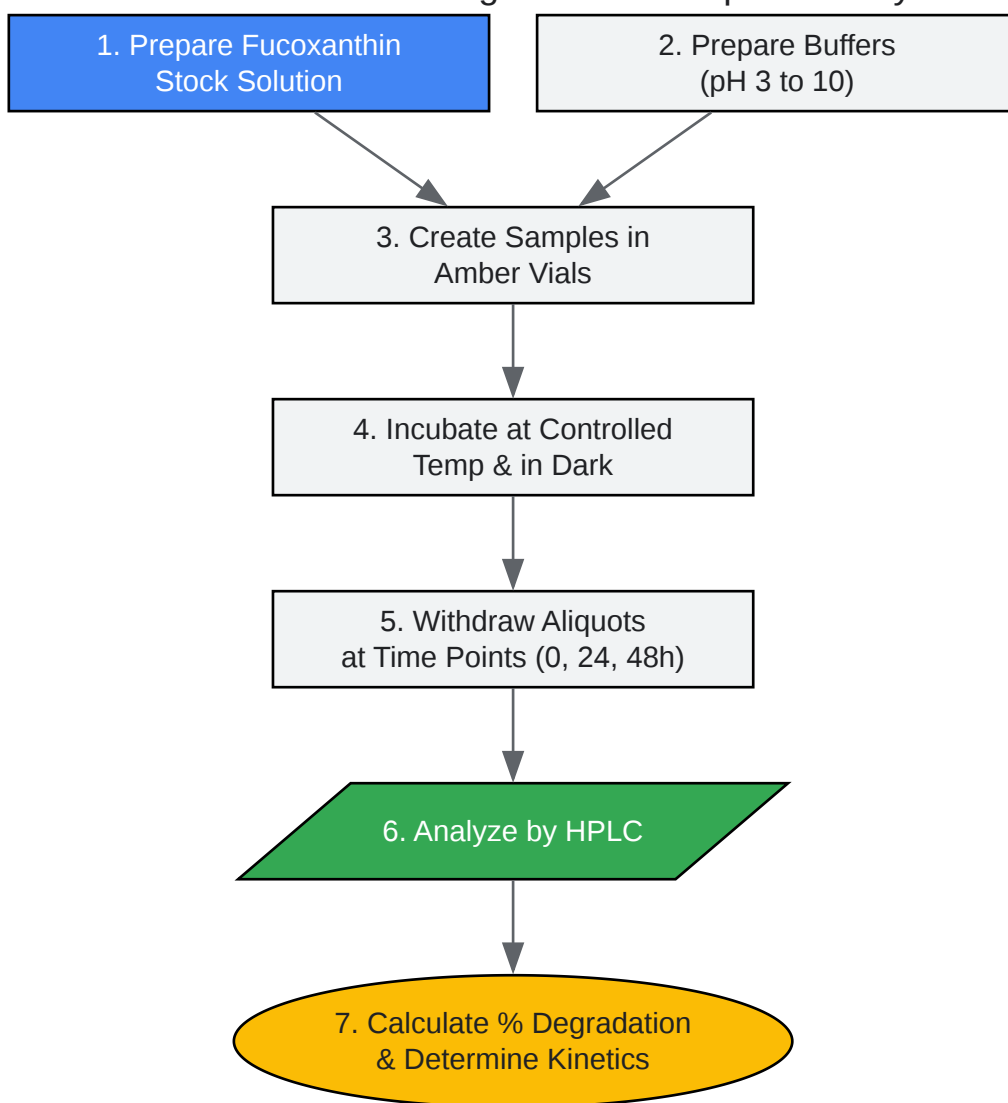 1. Prepare Fucoxanthin
Stock Solution
2. Prepare Buffers
(pH 3 to 10)
3. Create Samples in
Amber Vials
4. Incubate at Controlled
Temp & in Dark
5. Withdraw Aliquots
at Time Points (0, 24, 48h)
6. Analyze by HPLC
7. Calculate % Degradation
& Determine Kinetics